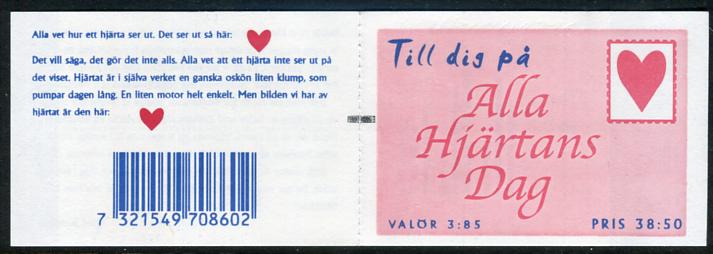 Alla vet hur ett hjärta ser ut. Det ser ut så här:
Det vill säga, det gör det inte alls. Alla vet att ett hjärta inte ser ut på
det viset. Hjärtat är i själva verket en ganska oskön liten klump, som
pumpar dagen lång. En liten motor helt enkelt. Men bilden vi har av
hjärtat är den här:
7 321549 708602
Till dig på
Alla
Hjärtans
Dag
VALÖR 3:85 PRIS 38:50